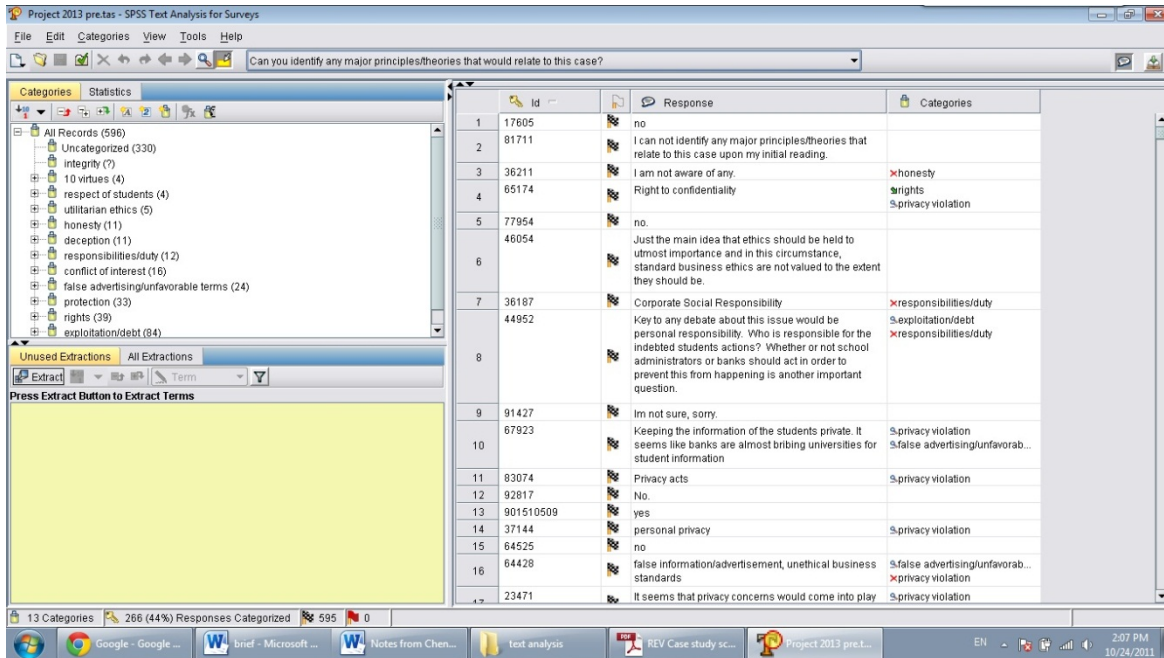 Project 2013 pre.tas - SPSS Text Analysis for Surveys
File Edit Categories View Tools Help
Can you identify any major principles/theories that would relate to this case?
Categories Statistics
All Records (596)
Uncategorized (330)
integrity (?)
10 virtues (4)
respect of students (4)
utilitarian ethics (5)
honesty (11)
deception (11)
responsibilities/duty (12)
conflict of interest (16)
false advertising/unfavorable terms (24)
protection (33)
rights (39)
exploitation/debt (84)
Unused Extractions All Extractions
Extract Term
Press Extract Button to Extract Terms
Id Response Categories
1 17605 no
2 81711 I can not identify any major principles/theories that
relate to this case upon my initial reading.
3 36211 I am not aware of any. honesty
4 65174 Right to confidentiality rights
privacy violation
5 77954 no.
6 46054 Just the main idea that ethics should be held to
utmost importance and in this circumstance,
standard business ethics are not valued to the extent
they should be.
7 36187 Corporate Social Responsibility responsibilities/duty
8 44952 Key to any debate about this issue would be exploitation/debt
personal responsibility. Who is responsible for the responsibilities/duty
indebted students actions? Whether or not school
administrators or banks should act in order to
prevent this from happening is another important
question.
9 91427 Im not sure, sorry.
10 67923 Keeping the information of the students private. It privacy violation
seems like banks are almost bribing universities for false advertising/unfavorab...
student information
11 83074 Privacy acts privacy violation
12 92817 No.
13 901510509 yes
14 37144 personal privacy privacy violation
15 64525 no
16 64428 false information/advertisement, unethical business false advertising/unfavorab...
standards privacy violation
23471 It seems that privacy concerns would come into play privacy violation
13 Categories 266 (44%) Responses Categorized 595 0
Google - Google ... brief - Microsoft ... Notes from Chen... text analysis REV Case study sc... Project 2013 pre.t... EN 2:07 PM
10/24/2011